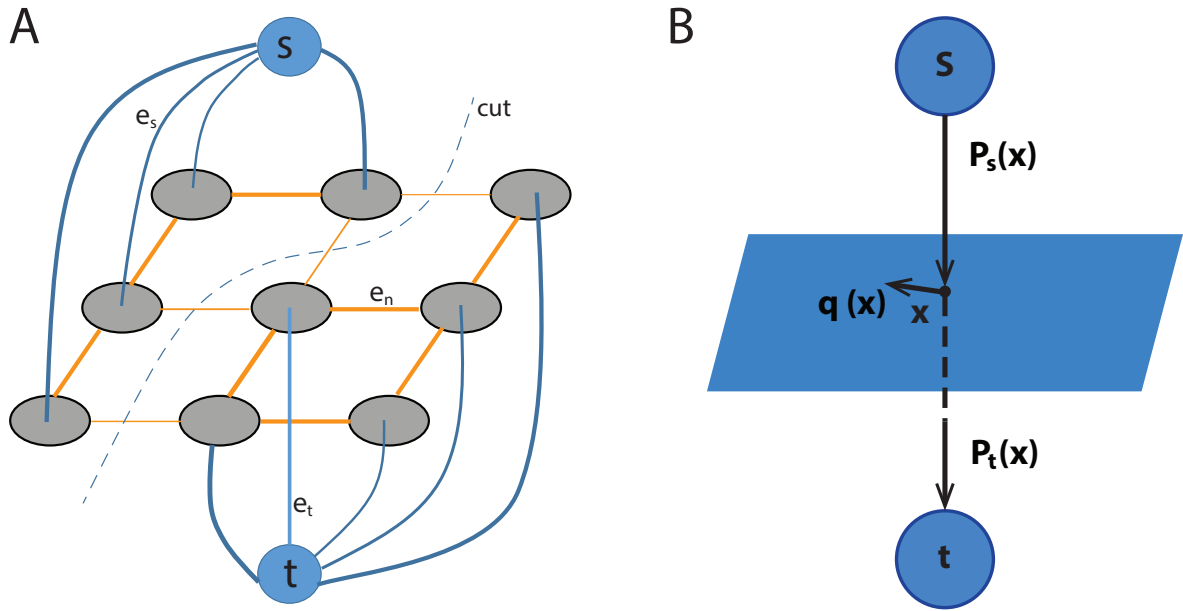 A
s
e_s
cut
e_n
e_t
t
B
s
P_s(x)
q (x)
x
P_t(x)
t